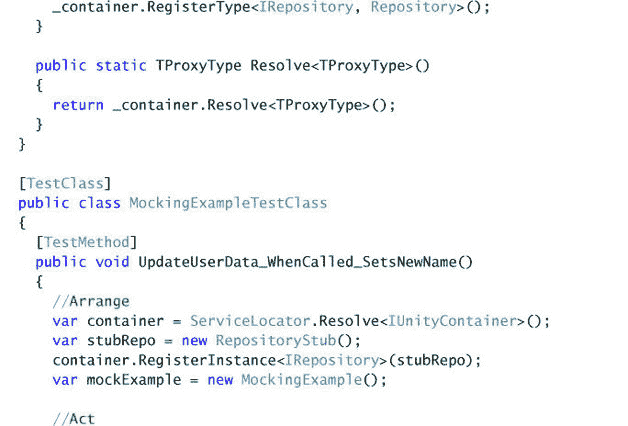 _container.RegisterType<IRepository, Repository>();
}
public static TProxyType Resolve<TProxyType>()
{
return _container.Resolve<TProxyType>();
}
}
[TestClass]
public class MockingExampleTestClass
{
[TestMethod]
public void UpdateUserData_WhenCalled_SetsNewName()
{
//Arrange
var container = ServiceLocator.Resolve<IUnityContainer>();
var stubRepo = new RepositoryStub();
container.RegisterInstance<IRepository>(stubRepo);
var mockExample = new MockingExample();
//Act